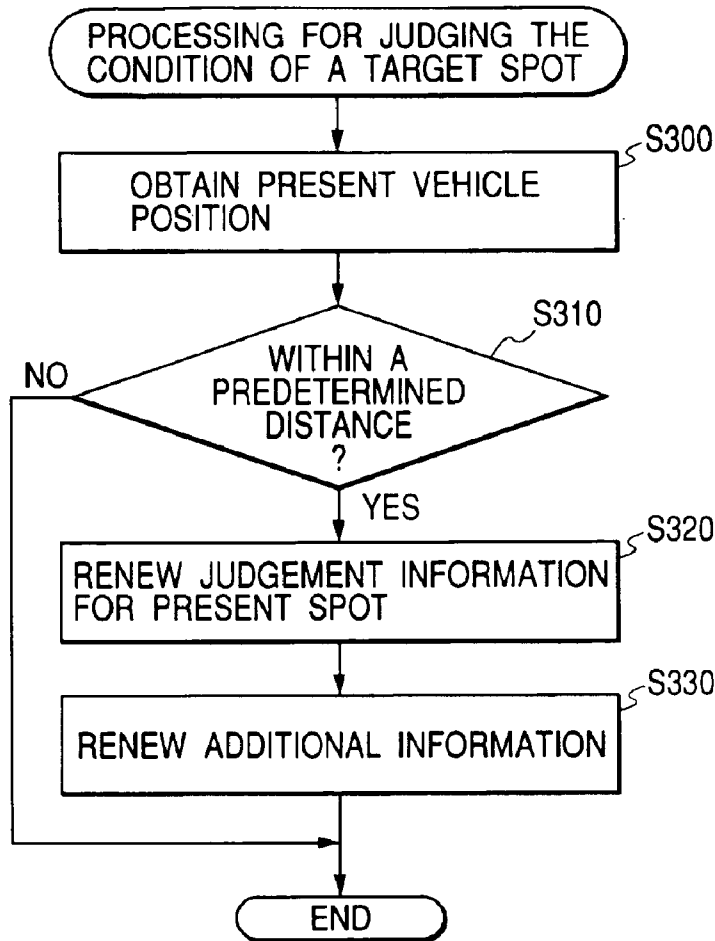 PROCESSING FOR JUDGING THE
CONDITION OF A TARGET SPOT
S300
OBTAIN PRESENT VEHICLE
POSITION
S310
WITHIN A
PREDETERMINED
DISTANCE
?
NO
YES
S320
RENEW JUDGEMENT INFORMATION
FOR PRESENT SPOT
S330
RENEW ADDITIONAL INFORMATION
END